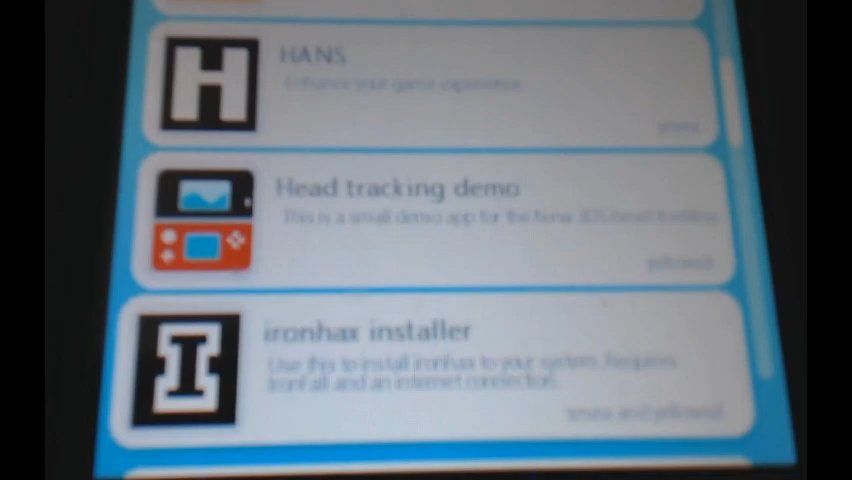 H
HANS
Enhance your game experience.
smea
Head tracking demo
This is a small demo app for the New 3DS head tracking
yellows8
I
ironhax installer
Use this to install ironhax to your system. Requires
IronFall and an internet connection.
smea and yellows8